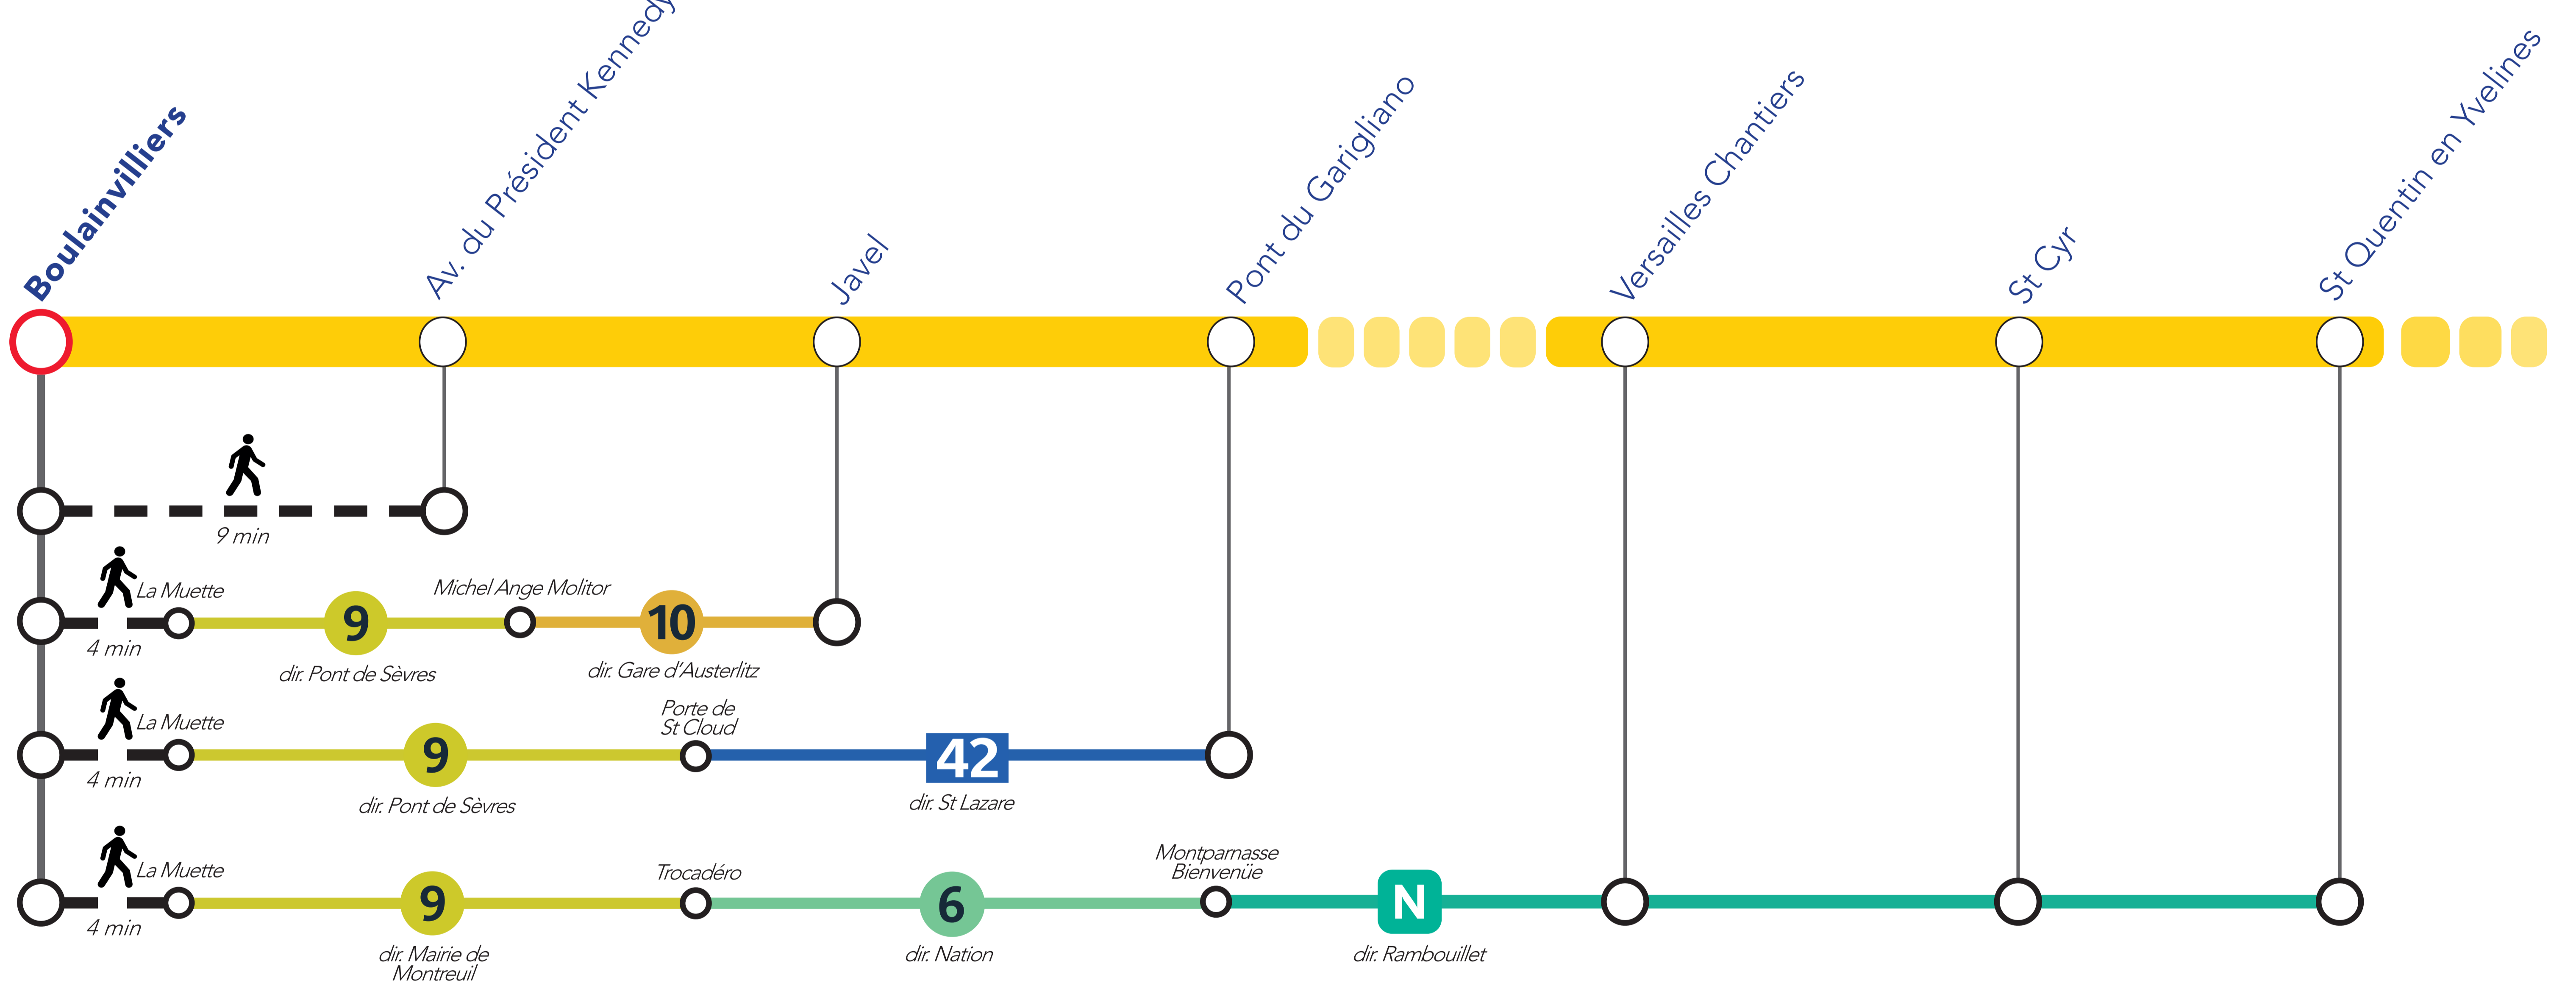 Boulainvilliers
Av. du Président Kennedy
Javel
Pont du Garigliano
Versailles Chantiers
St Cyr
St Quentin en Yvelines
9 min
La Muette
Michel Ange Molitor
9
10
4 min
dir. Pont de Sèvres
dir. Gare d'Austerlitz
La Muette
Porte de
St Cloud
9
42
4 min
dir. Pont de Sèvres
dir. St Lazare
La Muette
Trocadéro
Montparnasse
Bienvenüe
9
6
N
4 min
dir. Mairie de
Montreuil
dir. Nation
dir. Rambouillet